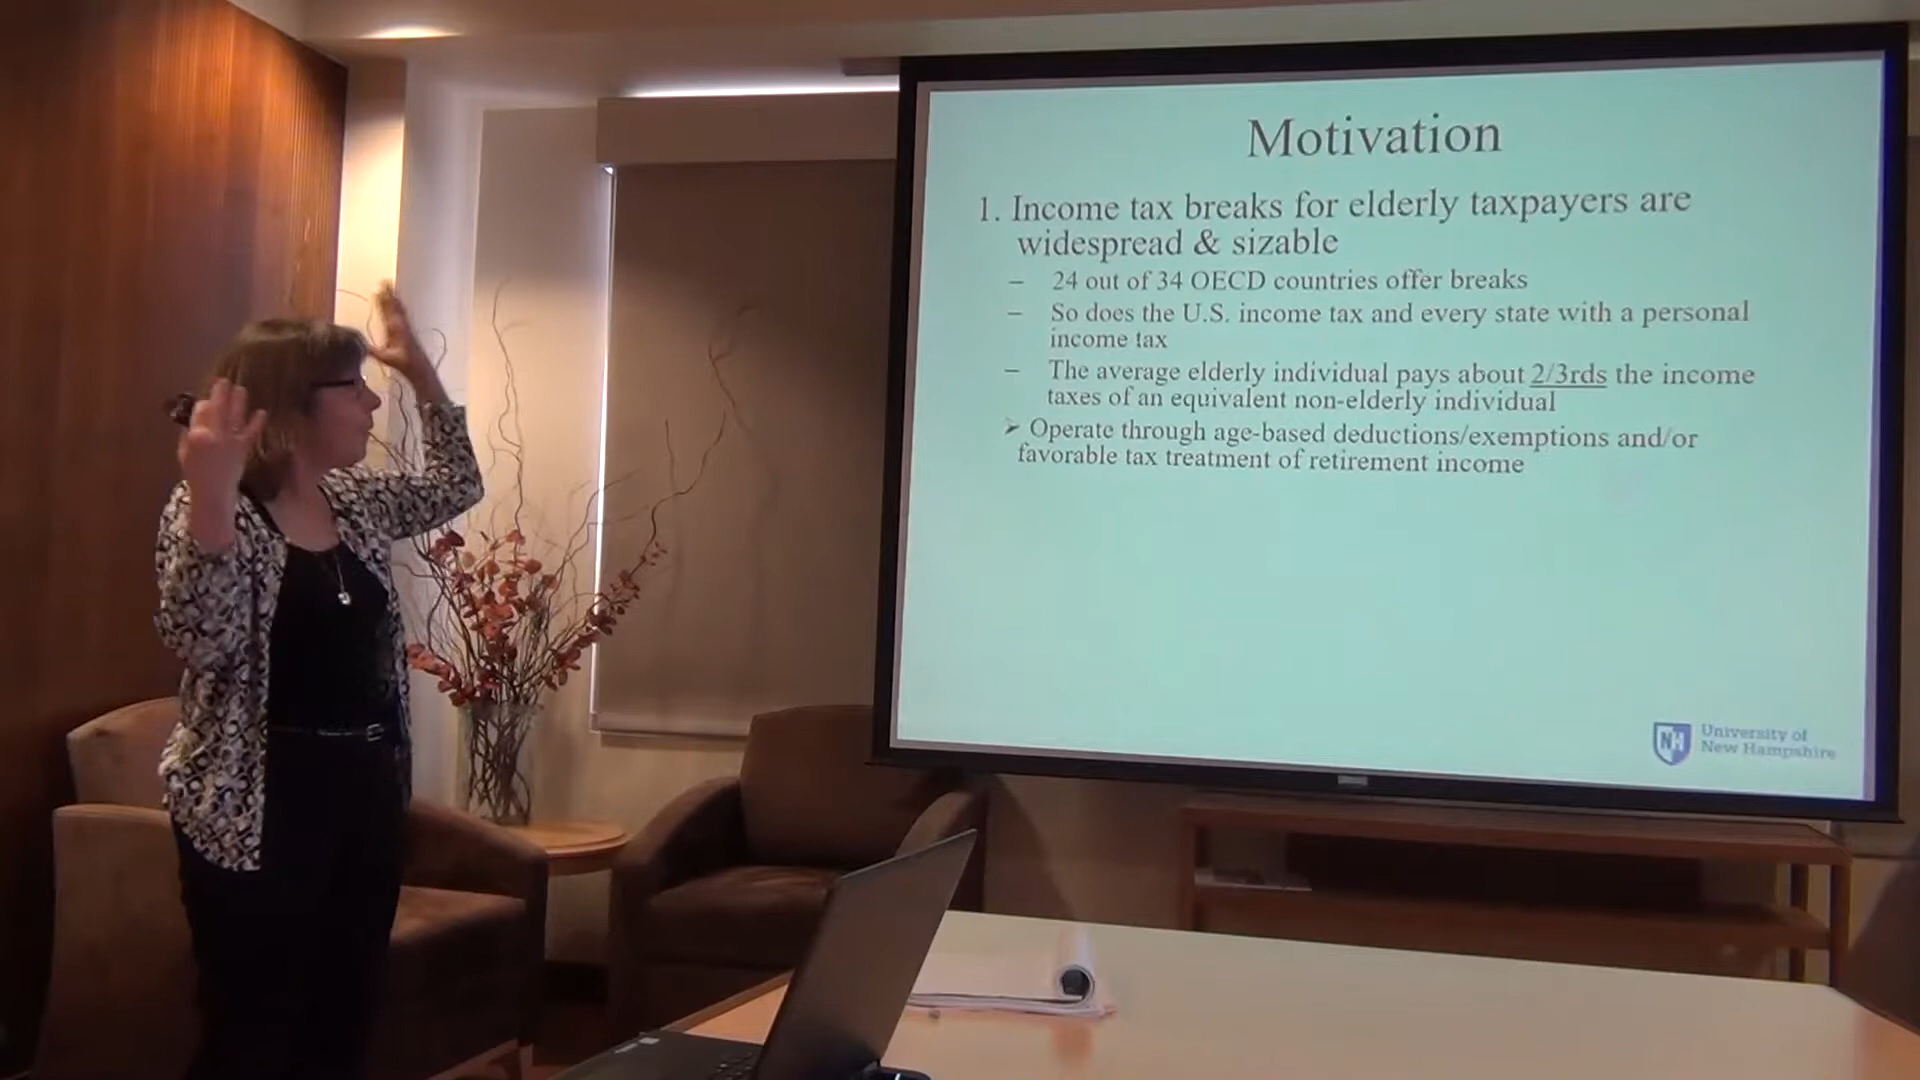 Motivation
1. Income tax breaks for elderly taxpayers are
widespread & sizable
– 24 out of 34 OECD countries offer breaks
– So does the U.S. income tax and every state with a personal
income tax
– The average elderly individual pays about 2/3rds the income
taxes of an equivalent non-elderly individual
➢ Operate through age-based deductions/exemptions and/or
favorable tax treatment of retirement income
NH
University of
New Hampshire